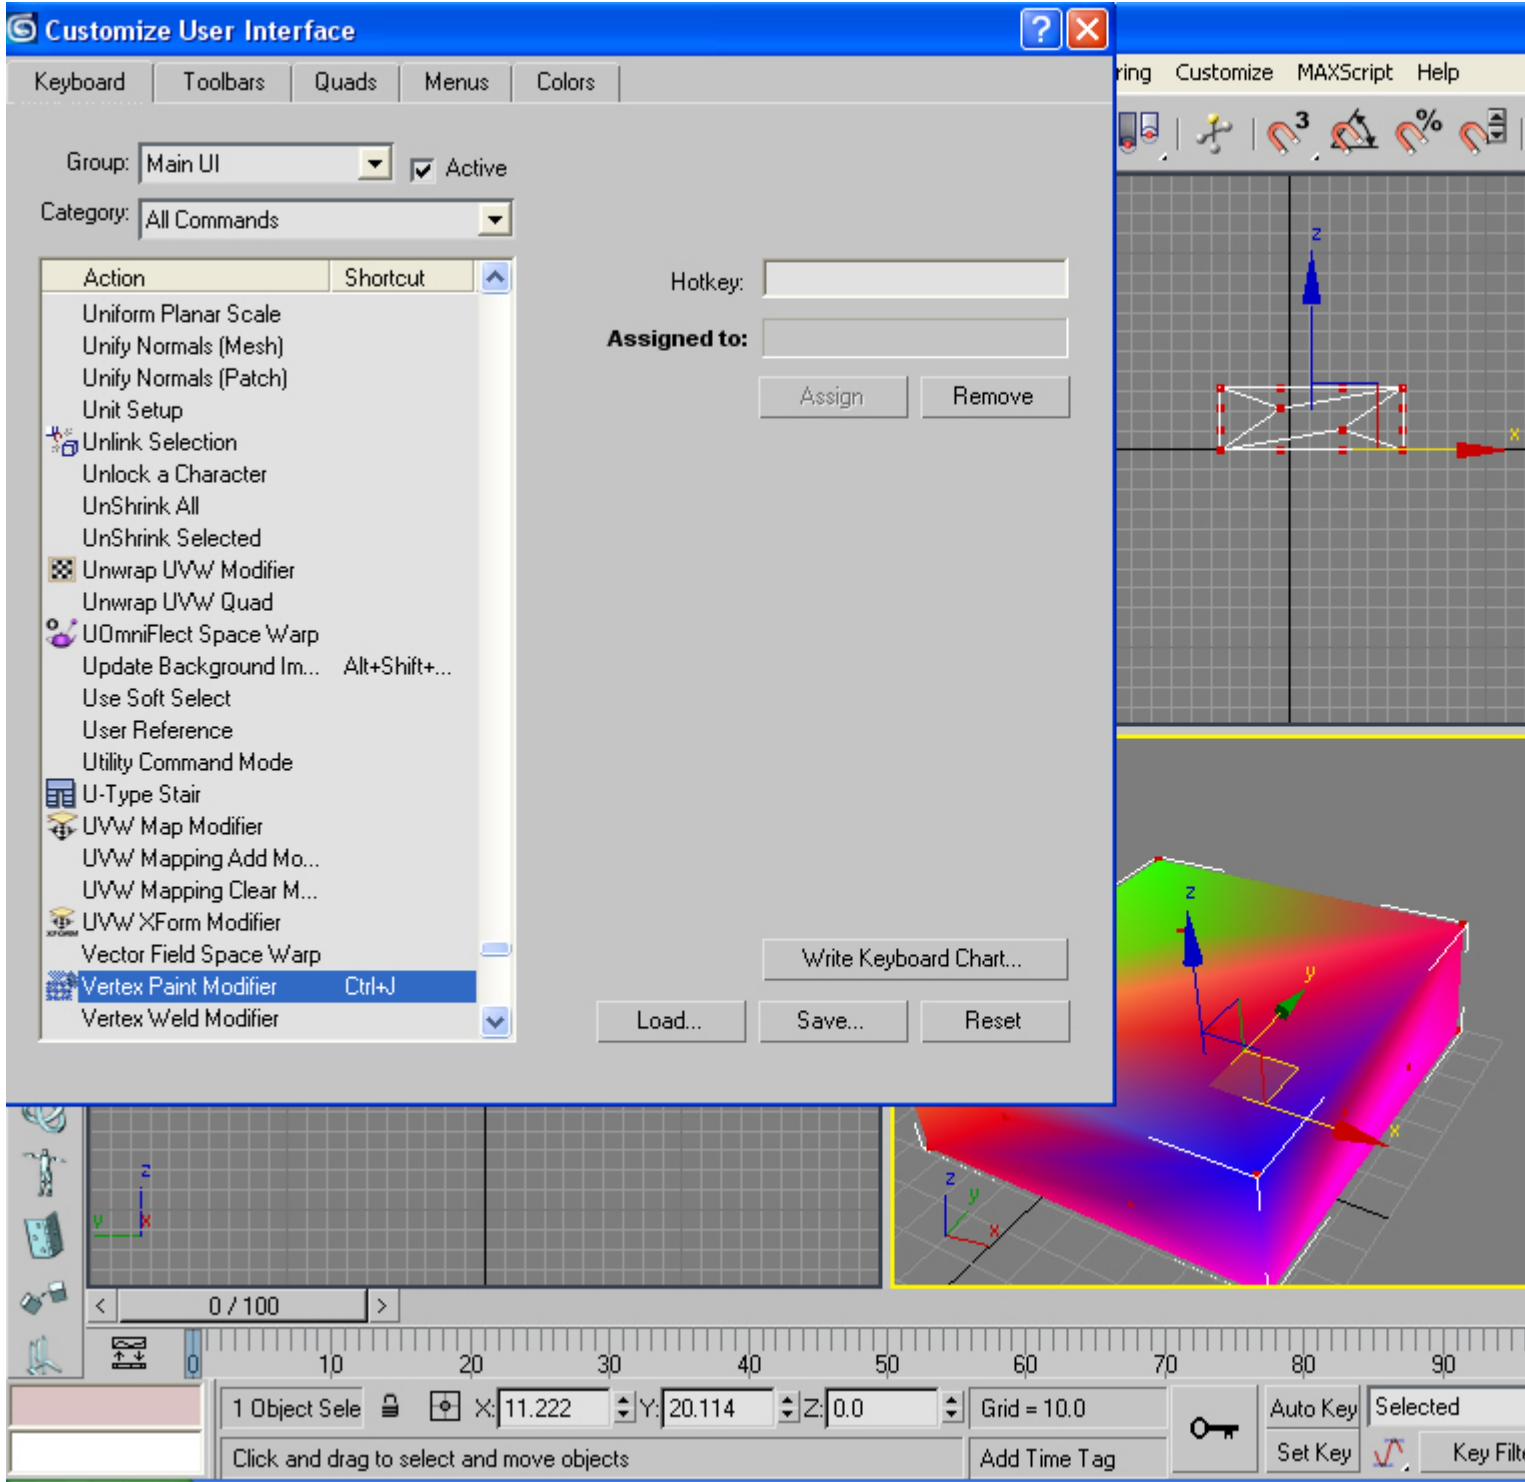 Customize User Interface
Keyboard Toolbars Quads Menus Colors
ring Customize MAXScript Help
Group: Main UI Active
Category: All Commands
3 %
Action Shortcut
Hotkey:
Uniform Planar Scale
Unify Normals (Mesh)
Assigned to:
Unify Normals (Patch)
Assign Remove
Unit Setup
Unlink Selection
Unlock a Character
UnShrink All
UnShrink Selected
Unwrap UVW Modifier
Unwrap UVW Quad
UOmniFlect Space Warp
Update Background Im... Alt+Shift+...
Use Soft Select
User Reference
Utility Command Mode
U-Type Stair
UVW Map Modifier
UVW Mapping Add Mo...
UVW Mapping Clear M...
UVW XForm Modifier
Vector Field Space Warp
Write Keyboard Chart...
Vertex Paint Modifier Ctrl+J
Vertex Weld Modifier
Load... Save... Reset
z
x
z
y
x
z
y x
z
y
x
< 0 / 100 >
0 10 20 30 40 50 60 70 80 90
1 Object Sele X: 11.222 Y: 20.114 Z: 0.0 Grid = 10.0 Auto Key Selected
Click and drag to select and move objects Add Time Tag Set Key Key Filte